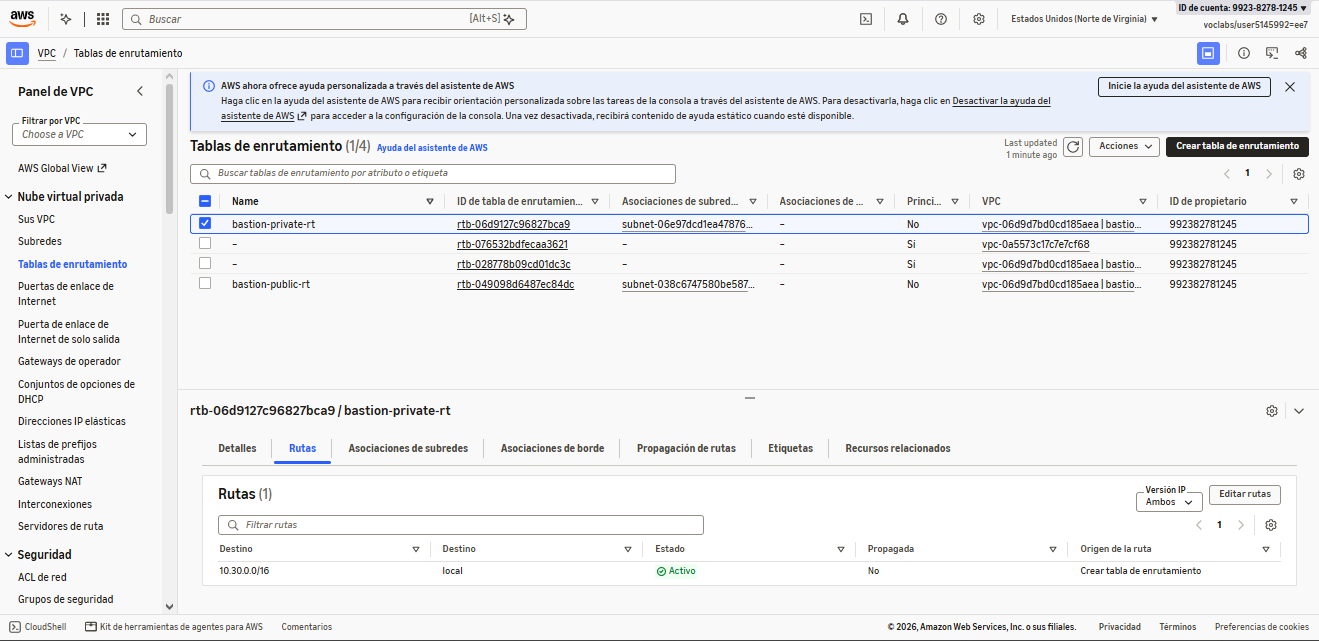 aws
Buscar
[Alt+S]
Estados Unidos (Norte de Virginia) ▼
ID de cuenta: 9923-8278-1245 ▼
voclabs/user5145992=ee7
VPC / Tablas de enrutamiento
Panel de VPC
Filtrar por VPC
Choose a VPC
AWS Global View
Nube virtual privada
Sus VPC
Subredes
Tablas de enrutamiento
Puertas de enlace de
Internet
Puerta de enlace de
Internet de solo salida
Gateways de operador
Conjuntos de opciones de
DHCP
Direcciones IP elásticas
Listas de prefijos
administradas
Gateways NAT
Interconexiones
Servidores de ruta
Seguridad
ACL de red
Grupos de seguridad
AWS ahora ofrece ayuda personalizada a través del asistente de AWS
Haga clic en la ayuda del asistente de AWS para recibir orientación personalizada sobre las tareas de la consola a través del asistente de AWS. Para desactivarla, haga clic en Desactivar la ayuda del
asistente de AWS para acceder a la configuración de la consola. Una vez desactivada, recibirá contenido de ayuda estático cuando esté disponible.
Inicie la ayuda del asistente de AWS
Tablas de enrutamiento (1/4) Ayuda del asistente de AWS
Last updated
1 minute ago
Acciones
Crear tabla de enrutamiento
Buscar tablas de enrutamiento por atributo o etiqueta
1
Name ID de tabla de enrutamien... Asociaciones de subred... Asociaciones de ... Princi... VPC ID de propietario
bastion-private-rt rtb-06d9127c96827bca9 subnet-06e97dcd1ea47876... – No vpc-06d9d7bd0cd185aea | bastio... 992382781245
– rtb-076532bdfecaa3621 – – Sí vpc-0a5573c17c7e7cf68 992382781245
– rtb-028778b09cd01dc3c – – Sí vpc-06d9d7bd0cd185aea | bastio... 992382781245
bastion-public-rt rtb-049098d6487ec84dc subnet-038c6747580be587... – No vpc-06d9d7bd0cd185aea | bastio... 992382781245
rtb-06d9127c96827bca9 / bastion-private-rt
Detalles Rutas Asociaciones de subredes Asociaciones de borde Propagación de rutas Etiquetas Recursos relacionados
Rutas (1)
Versión IP
Ambos
Editar rutas
Filtrar rutas
1
Destino Destino Estado Propagada Origen de la ruta
10.30.0.0/16 local Activo No Crear tabla de enrutamiento
CloudShell Kit de herramientas de agentes para AWS Comentarios
© 2026, Amazon Web Services, Inc. o sus filiales. Privacidad Términos Preferencias de cookies